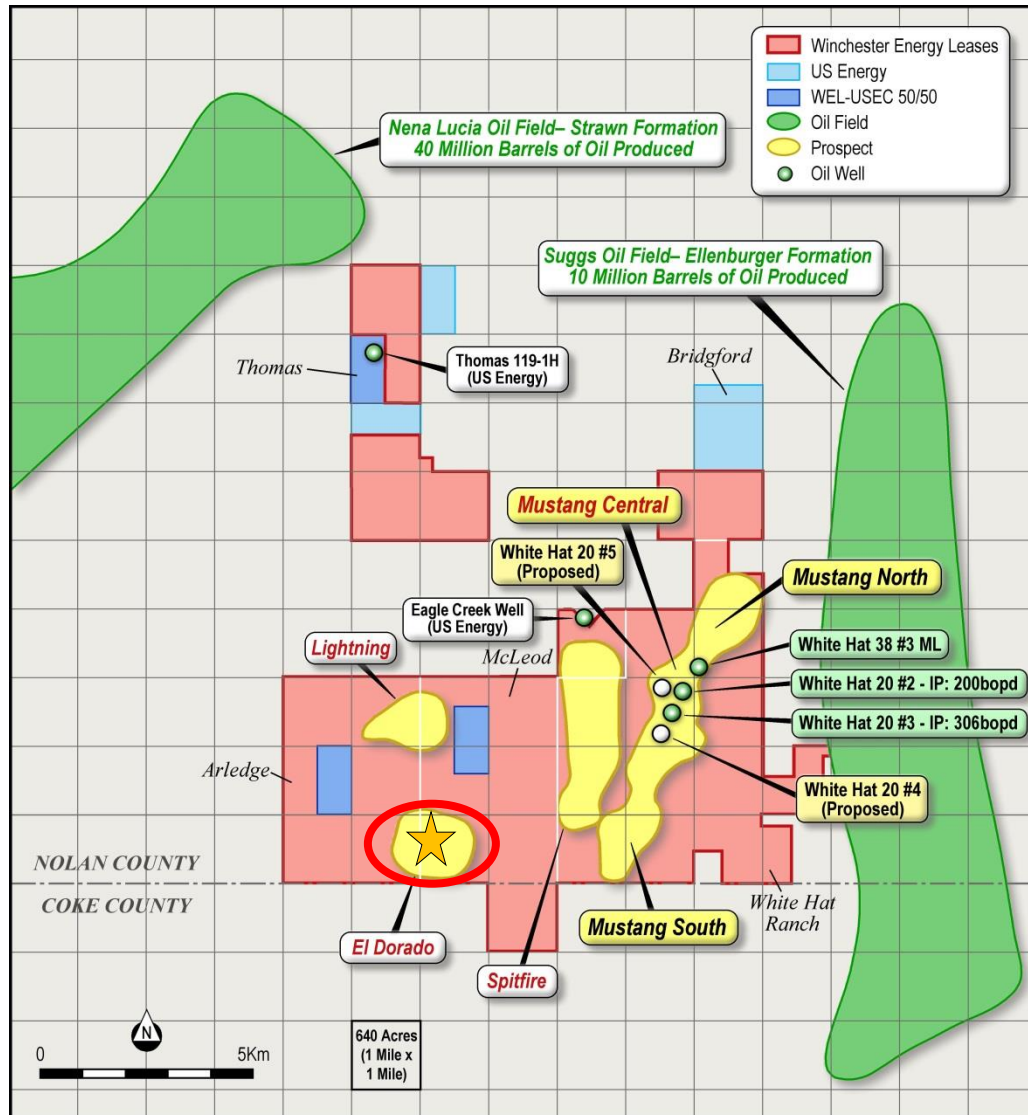 Winchester Energy Leases
US Energy
WEL-USEC 50/50
Oil Field
Prospect
Oil Well
Nena Lucia Oil Field– Strawn Formation
40 Million Barrels of Oil Produced
Suggs Oil Field– Ellenburger Formation
10 Million Barrels of Oil Produced
Thomas
Thomas 119-1H
(US Energy)
Bridgford
Mustang Central
White Hat 20 #5
(Proposed)
Mustang North
Eagle Creek Well
(US Energy)
Lightning
McLeod
White Hat 38 #3 ML
White Hat 20 #2 - IP: 200bopd
White Hat 20 #3 - IP: 306bopd
Arledge
White Hat 20 #4
(Proposed)
NOLAN COUNTY
COKE COUNTY
White Hat
Ranch
Mustang South
El Dorado
Spitfire
N
0
5Km
640 Acres
(1 Mile x
1 Mile)